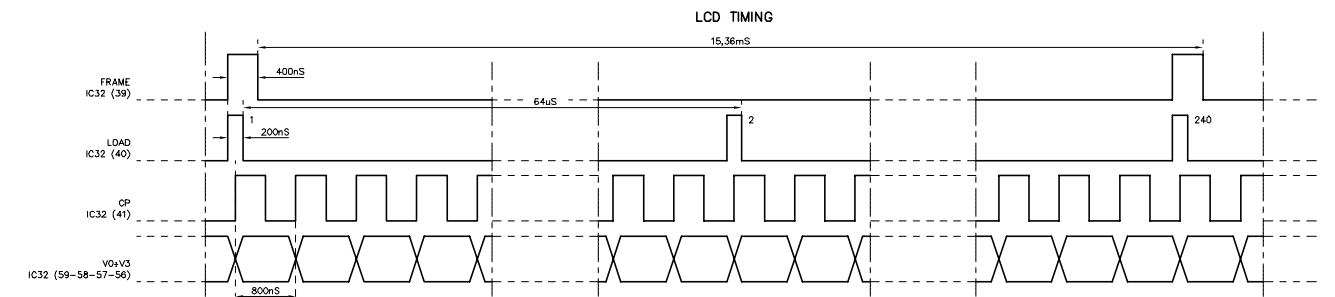 LCD TIMING
15,36mS
400nS
FRAME
IC32 (39)
64uS
1
2
240
200nS
LOAD
IC32 (40)
CP
IC32 (41)
V0÷V3
IC32 (59-58-57-56)
800nS